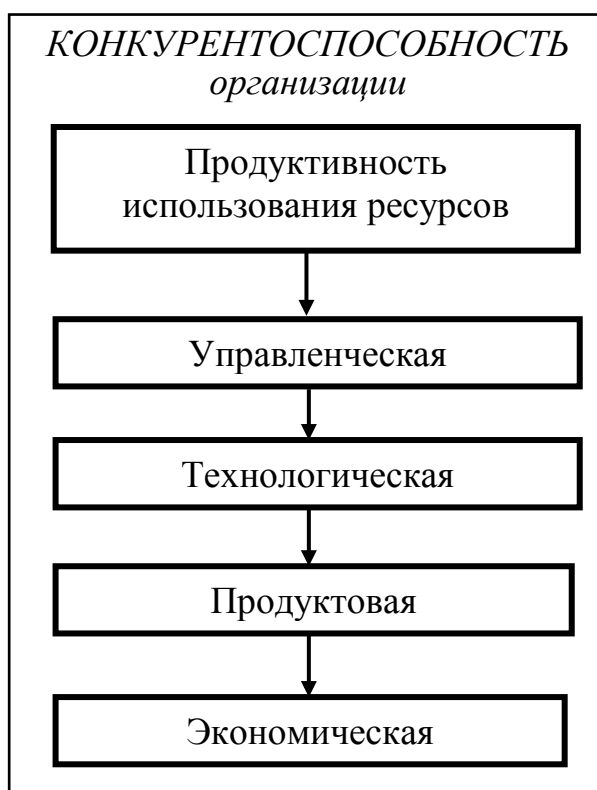 КОНКУРЕНТОСПОСОБНОСТЬ
организации
Продуктивность
использования ресурсов
Управленческая
Технологическая
Продуктовая
Экономическая